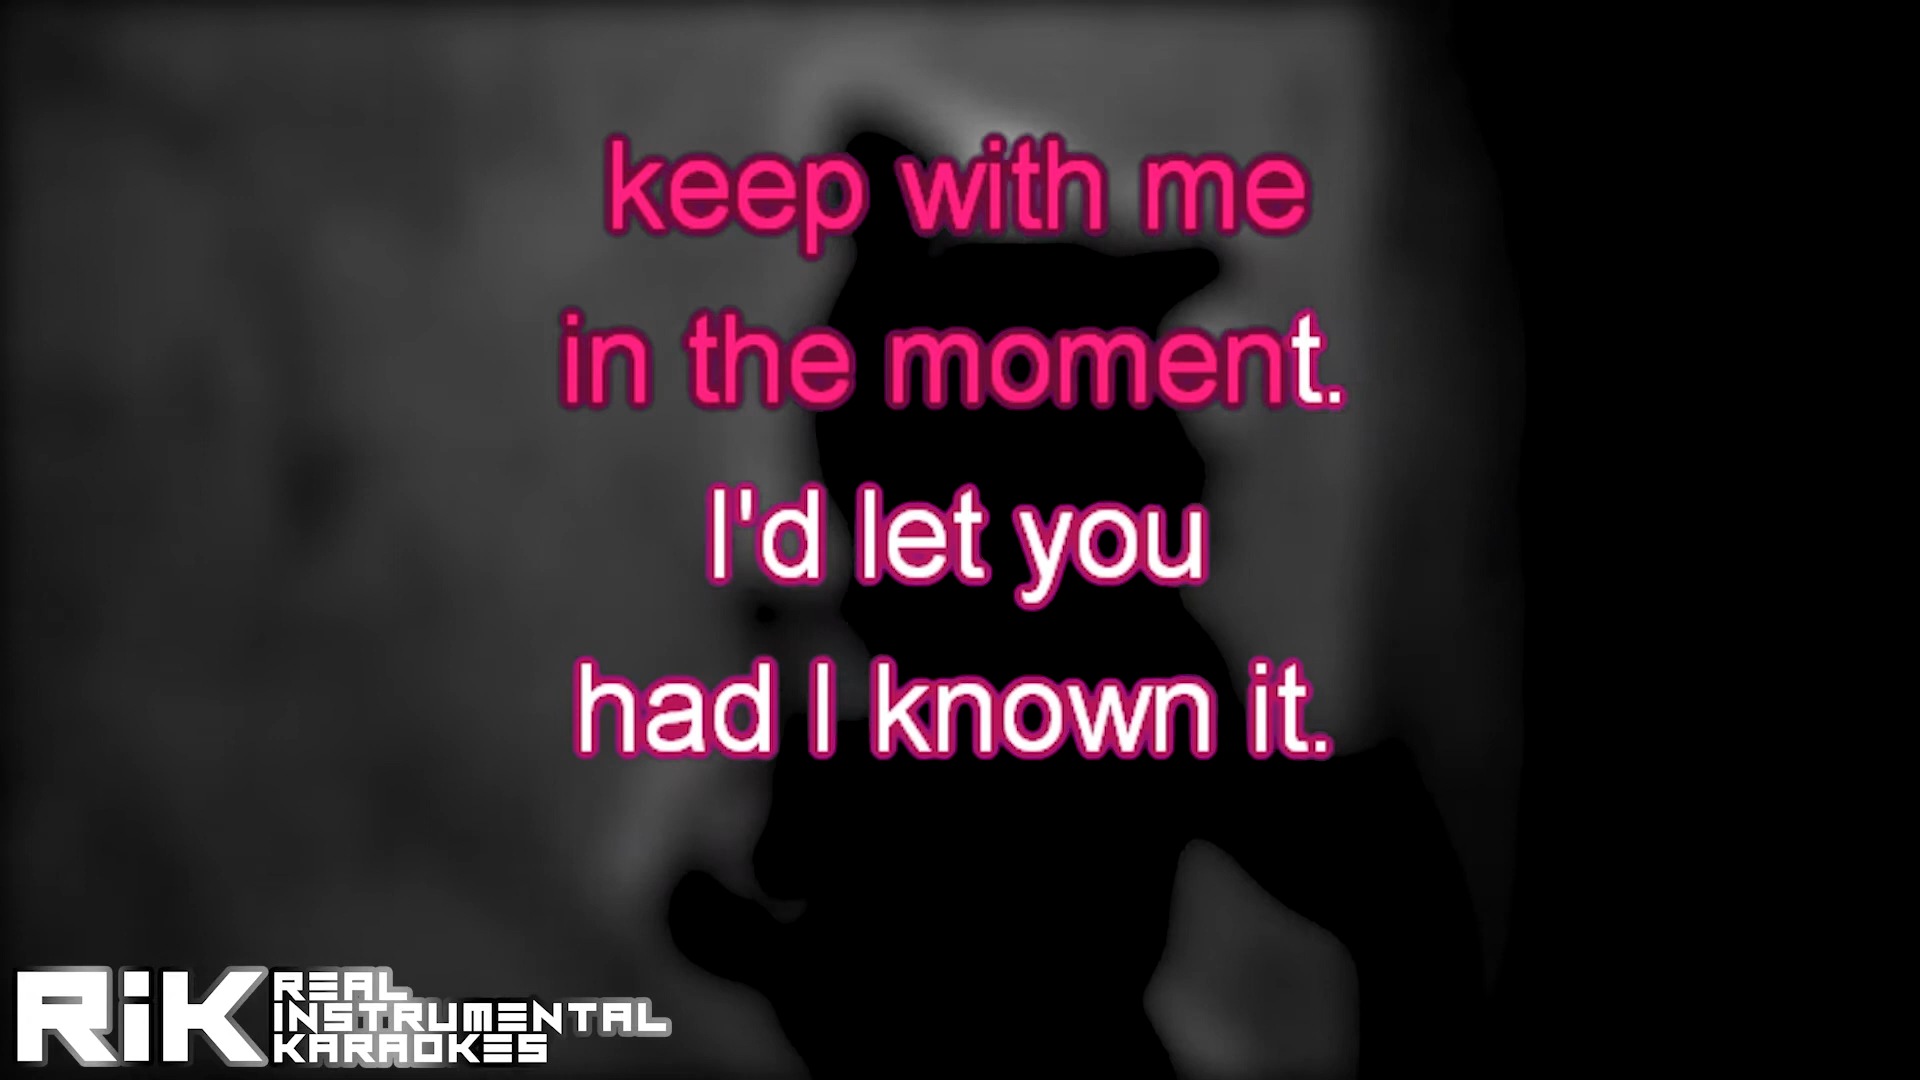 keep with me
in the moment.
I'd let you
had I known it.
RiK
REAL
INSTRUMENTAL
KARAOKES